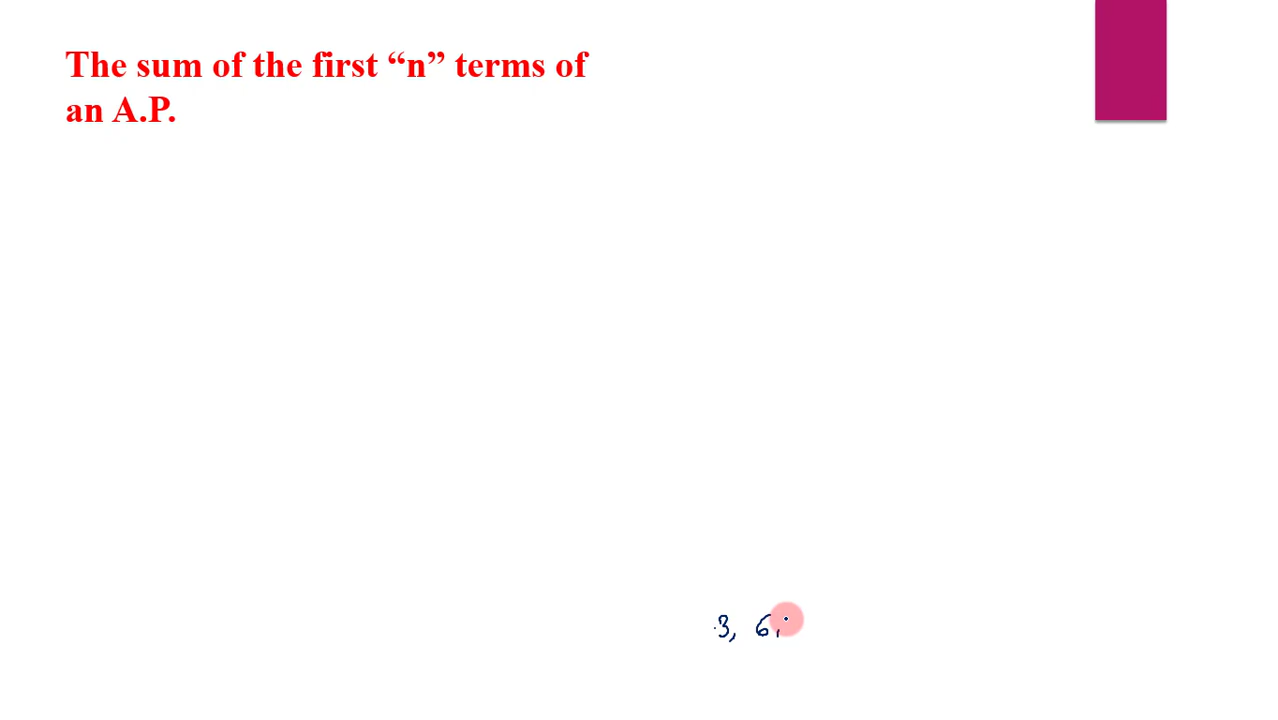 The sum of the first “n” terms of
an A.P.
3, 6,